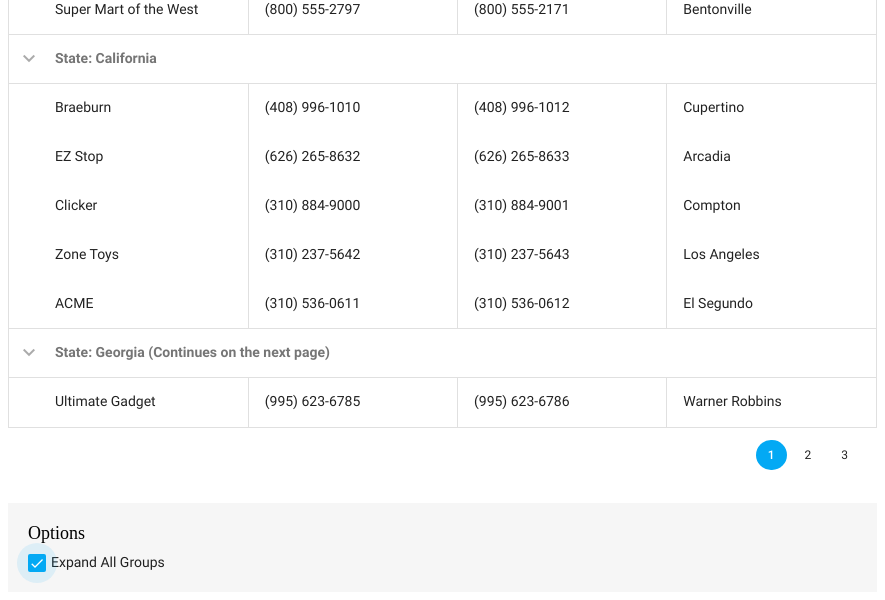 Super Mart of the West (800) 555-2797 (800) 555-2171 Bentonville
State: California
Braeburn (408) 996-1010 (408) 996-1012 Cupertino
EZ Stop (626) 265-8632 (626) 265-8633 Arcadia
Clicker (310) 884-9000 (310) 884-9001 Compton
Zone Toys (310) 237-5642 (310) 237-5643 Los Angeles
ACME (310) 536-0611 (310) 536-0612 El Segundo
State: Georgia (Continues on the next page)
Ultimate Gadget (995) 623-6785 (995) 623-6786 Warner Robbins
1 2 3
Options
Expand All Groups